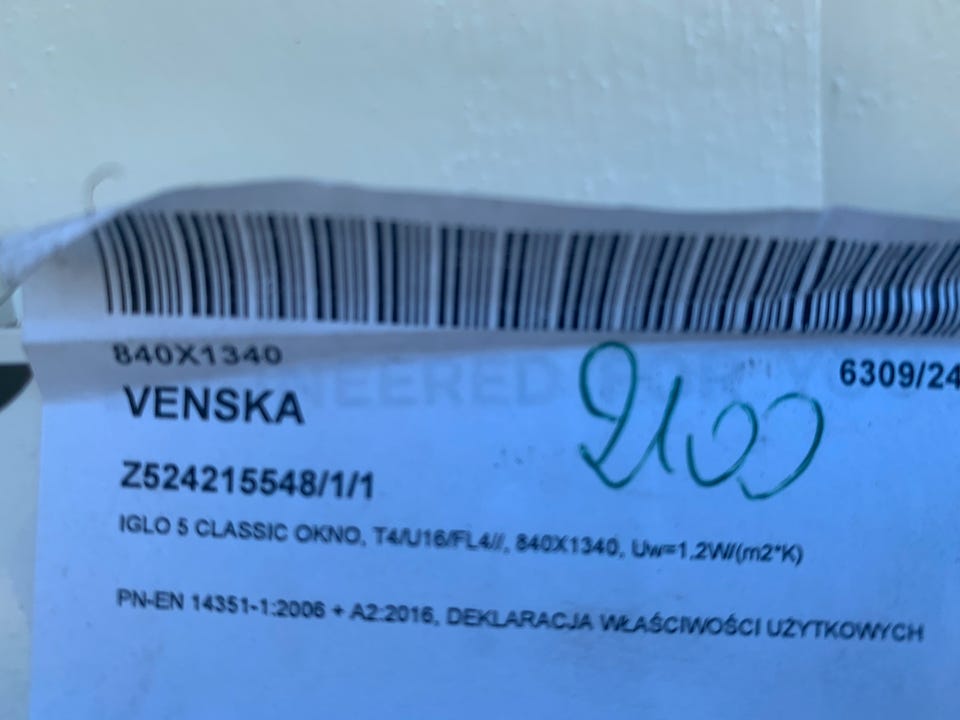 840X1340
6309/24
VENSKA
2100
Z524215548/1/1
IGLO 5 CLASSIC OKNO, T4/U16/FL4//, 840X1340, Uw=1,2W/(m2*K)
PN-EN 14351-1:2006 + A2:2016, DEKLARACJA WŁAŚCIWOŚCI UŻYTKOWYCH